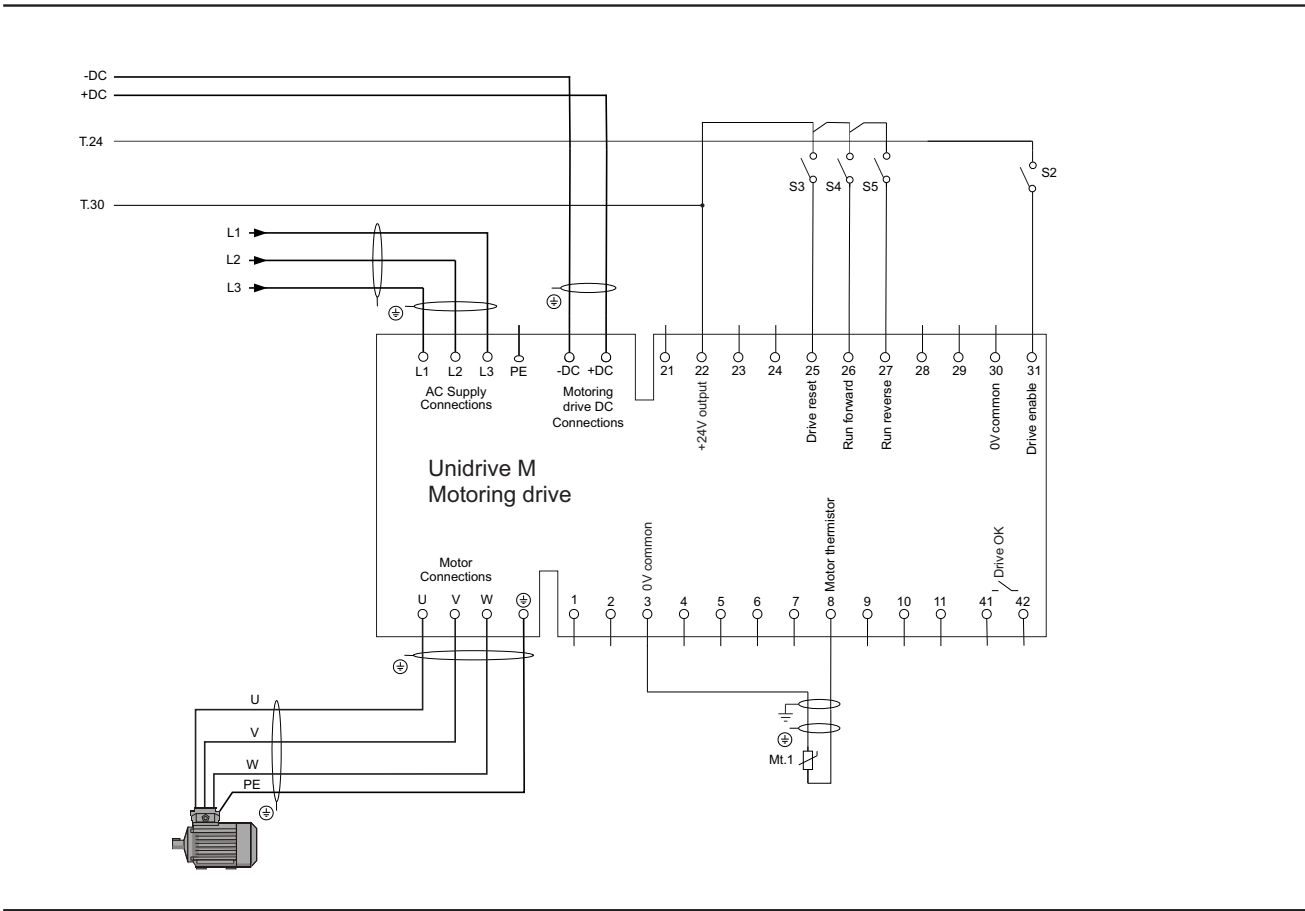 -DC
+DC
T.24
T.30
S3
S4
S5
S2
L1
L2
L3
L1
L2
L3
PE
-DC
+DC
21
22
23
24
25
26
27
28
29
30
31
AC Supply
Connections
Motoring
drive DC
Connections
+24V output
Drive reset
Run forward
Run reverse
0V common
Drive enable
Unidrive M
Motoring drive
Motor
Connections
0V common
Motor thermistor
Drive OK
U
V
W
1
2
3
4
5
6
7
8
9
10
11
41
42
U
V
W
PE
Mt.1